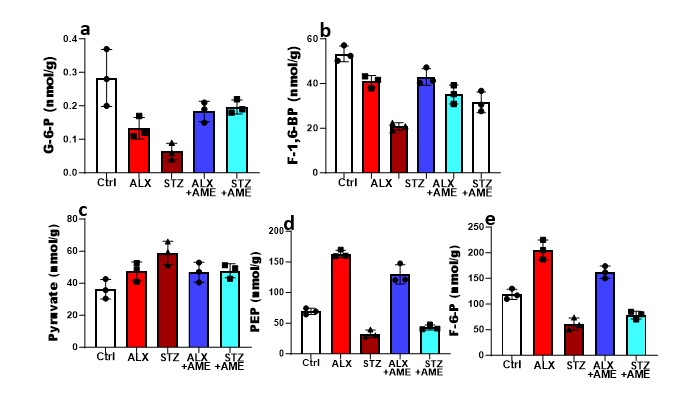 a
G-6-P (nmol/g)
0.4
0.3
0.2
0.1
0.0
Ctrl ALX STZ ALX +AME STZ +AME
b
F-1,6-BP (nmol/g)
60
40
20
0
Ctrl ALX STZ ALX +AME STZ +AME
c
Pyruvate (nmol/g)
80
60
40
20
0
Ctrl ALX STZ ALX +AME STZ +AME
d
PEP (nmol/g)
200
150
100
50
0
Ctrl ALX STZ ALX +AME STZ +AME
e
F-6-P (nmol/g)
250
200
150
100
50
0
Ctrl ALX STZ ALX +AME STZ +AME